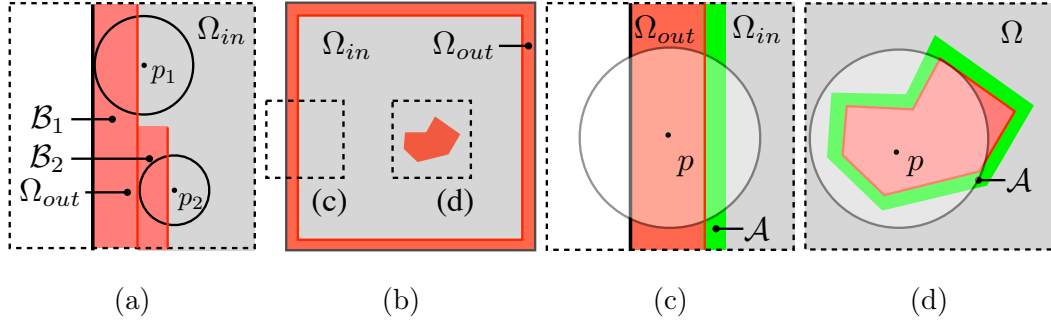 Ω_in
p_1
B_1
B_2
Ω_out
p_2
Ω_in
Ω_out
(c)
(d)
Ω_out
Ω_in
p
A
Ω
p
A
(a)
(b)
(c)
(d)